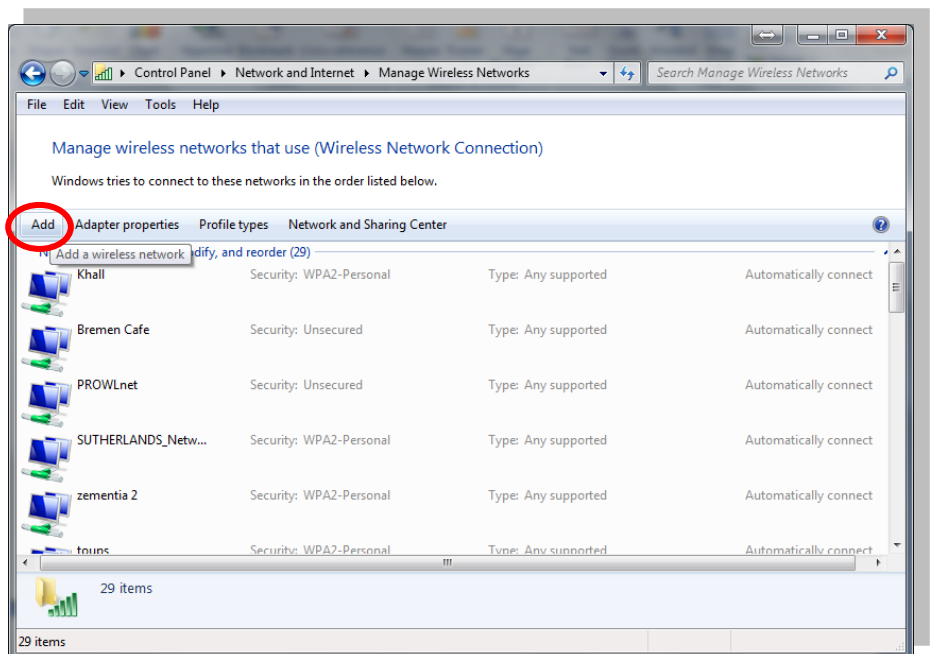 Control Panel Network and Internet Manage Wireless Networks Search Manage Wireless Networks
File Edit View Tools Help
Manage wireless networks that use (Wireless Network Connection)
Windows tries to connect to these networks in the order listed below.
Add Adapter properties Profile types Network and Sharing Center
and reorder (29)
Add a wireless network
Khall Security: WPA2-Personal Type: Any supported Automatically connect
Bremen Cafe Security: Unsecured Type: Any supported Automatically connect
PROWLnet Security: Unsecured Type: Any supported Automatically connect
SUTHERLANDS_Netw... Security: WPA2-Personal Type: Any supported Automatically connect
zementia 2 Security: WPA2-Personal Type: Any supported Automatically connect
toups Security: WPA2-Personal Type: Any supported Automatically connect
29 items
29 items